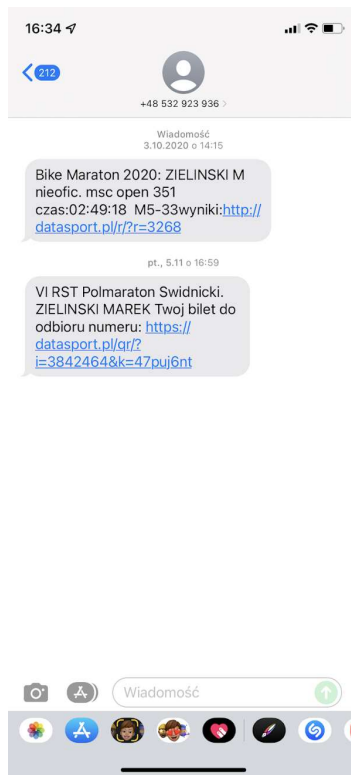 16:34
212
+48 532 923 936
Wiadomość
3.10.2020 o 14:15
Bike Maraton 2020: ZIELINSKI M
nieofic. msc open 351
czas:02:49:18  M5-33wyniki:http://
datasport.pl/r/?r=3268
pt., 5.11 o 16:59
VI RST Polmaraton Swidnicki.
ZIELINSKI MAREK Twoj bilet do
odbioru numeru: https://
datasport.pl/qr/?
i=3842464&k=47puj6nt
Wiadomość